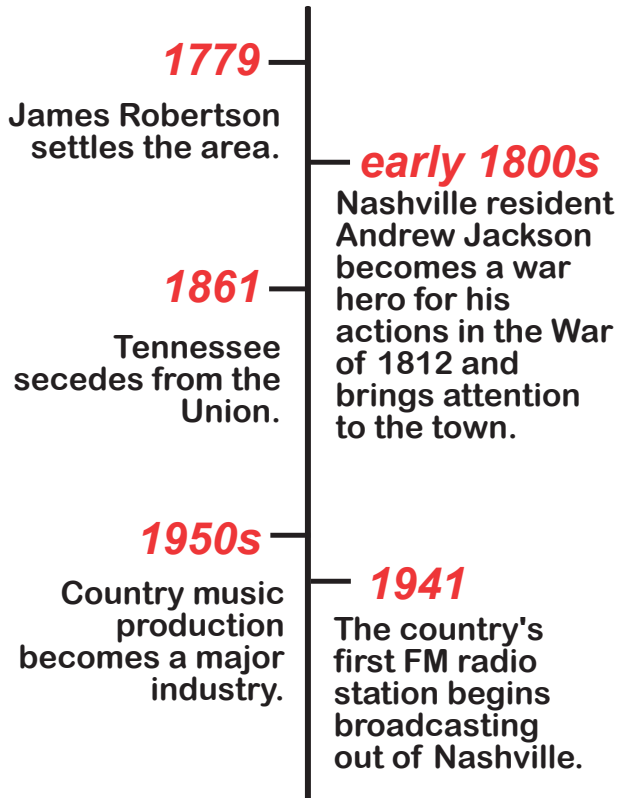 1779
James Robertson
settles the area.
early 1800s
Nashville resident
Andrew Jackson
becomes a war
hero for his
actions in the War
of 1812 and
brings attention
to the town.
1861
Tennessee
secedes from the
Union.
1950s
Country music
production
becomes a major
industry.
1941
The country's
first FM radio
station begins
broadcasting
out of Nashville.